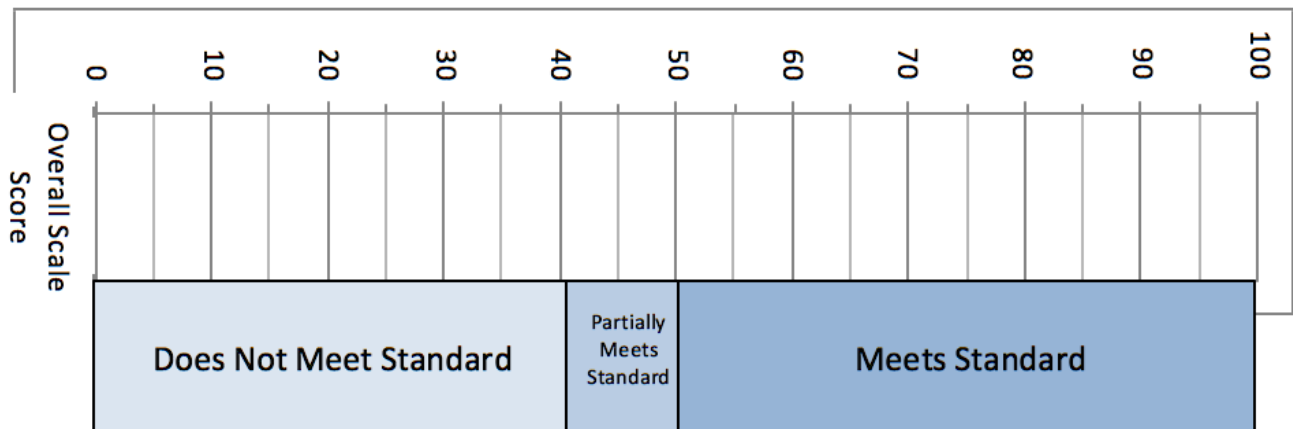 0 10 20 30 40 50 60 70 80 90 100
Overall Scale
Score
Does Not Meet Standard
Partially
Meets
Standard
Meets Standard